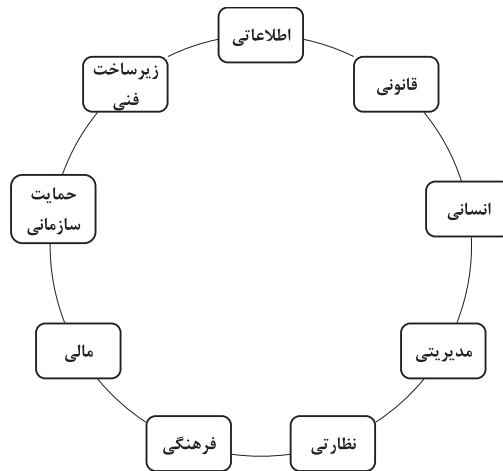 اطلاعاتی
قانونی
انسانی
مدیریتی
نظارتی
فرهنگی
مالی
حمایت
سازمانی
زیرساخت
فنی